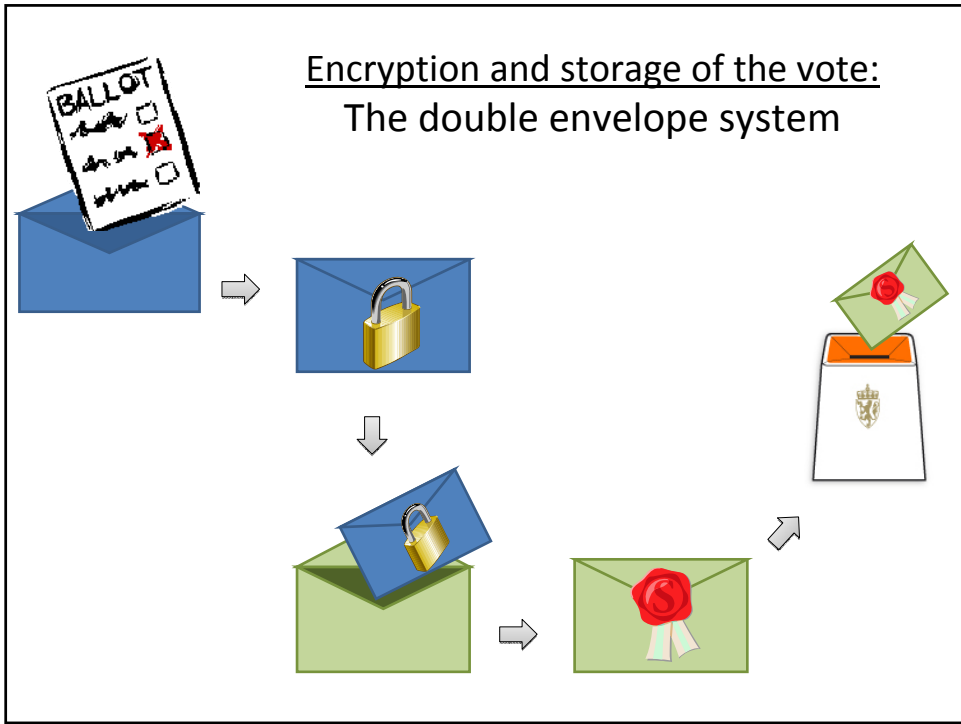 Encryption and storage of the vote:
The double envelope system
BALLOT
S
S